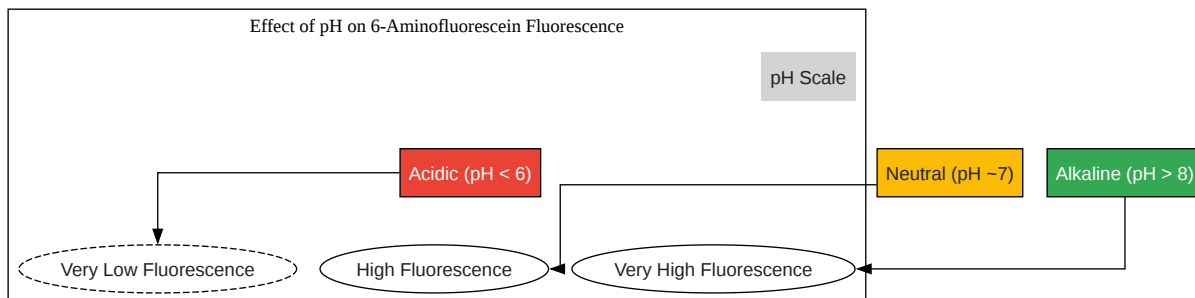 Effect of pH on 6-Aminofluorescein Fluorescence
pH Scale
Acidic (pH < 6)
Neutral (pH ~7)
Alkaline (pH > 8)
Very Low Fluorescence
High Fluorescence
Very High Fluorescence